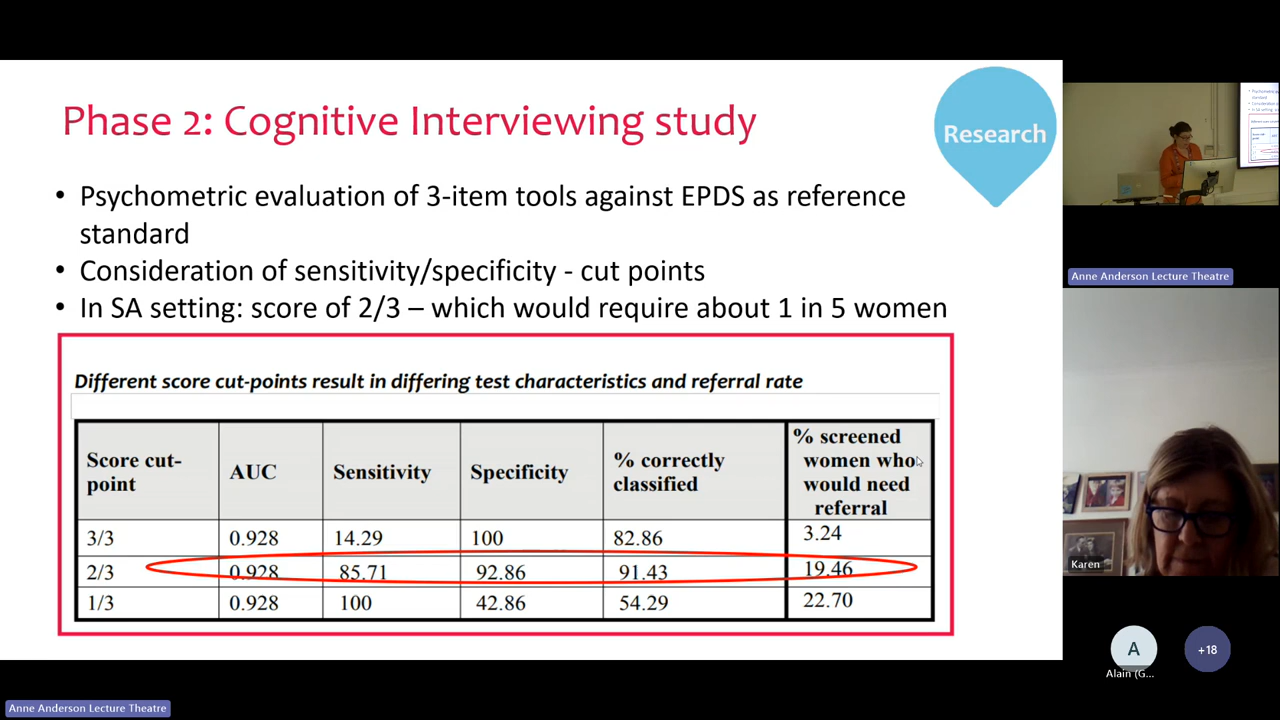 Phase 2: Cognitive Interviewing study
Research
• Psychometric evaluation of 3-item tools against EPDS as reference
standard
• Consideration of sensitivity/specificity - cut points
• In SA setting: score of 2/3 – which would require about 1 in 5 women
Different score cut-points result in differing test characteristics and referral rate
Score cut-
point
AUC
Sensitivity
Specificity
% correctly
classified
% screened
women who
would need
referral
3/3 0.928 14.29 100 82.86 3.24
2/3 0.928 85.71 92.86 91.43 19.46
1/3 0.928 100 42.86 54.29 22.70
Anne Anderson Lecture Theatre
Karen
A
+18
Alain (G...
Anne Anderson Lecture Theatre